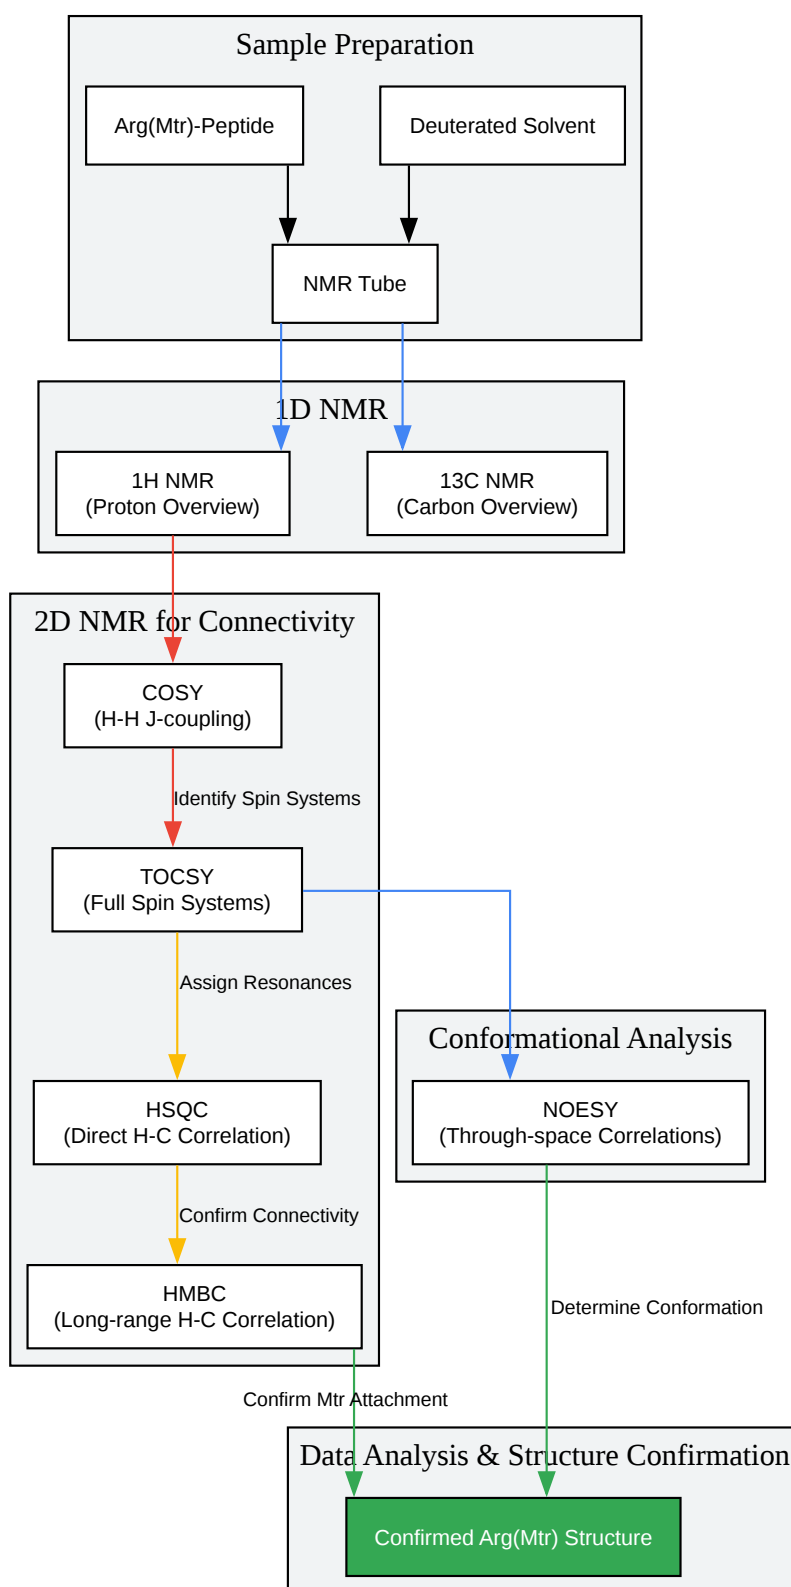 Sample Preparation
Arg(Mtr)-Peptide
Deuterated Solvent
NMR Tube
1D NMR
1H NMR
(Proton Overview)
13C NMR
(Carbon Overview)
2D NMR for Connectivity
COSY
(H-H J-coupling)
Identify Spin Systems
TOCSY
(Full Spin Systems)
Assign Resonances
Conformational Analysis
HSQC
(Direct H-C Correlation)
NOESY
(Through-space Correlations)
Confirm Connectivity
HMBC
(Long-range H-C Correlation)
Determine Conformation
Confirm Mtr Attachment
Data Analysis & Structure Confirmation
Confirmed Arg(Mtr) Structure